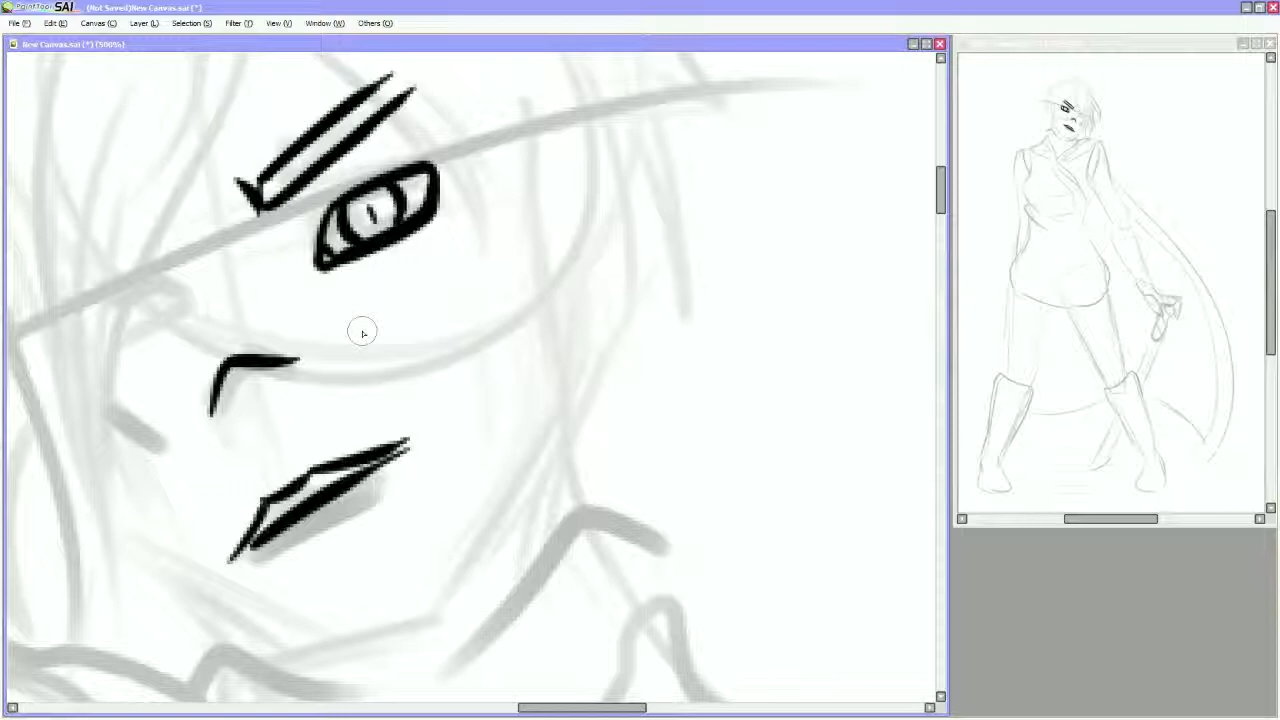 PaintTool SAI (Not Saved)New Canvas.sai (*)
File (F) Edit (E) Canvas (C) Layer (L) Selection (S) Filter (T) View (V) Window (W) Others (O)
New Canvas.sai (*) (500%)